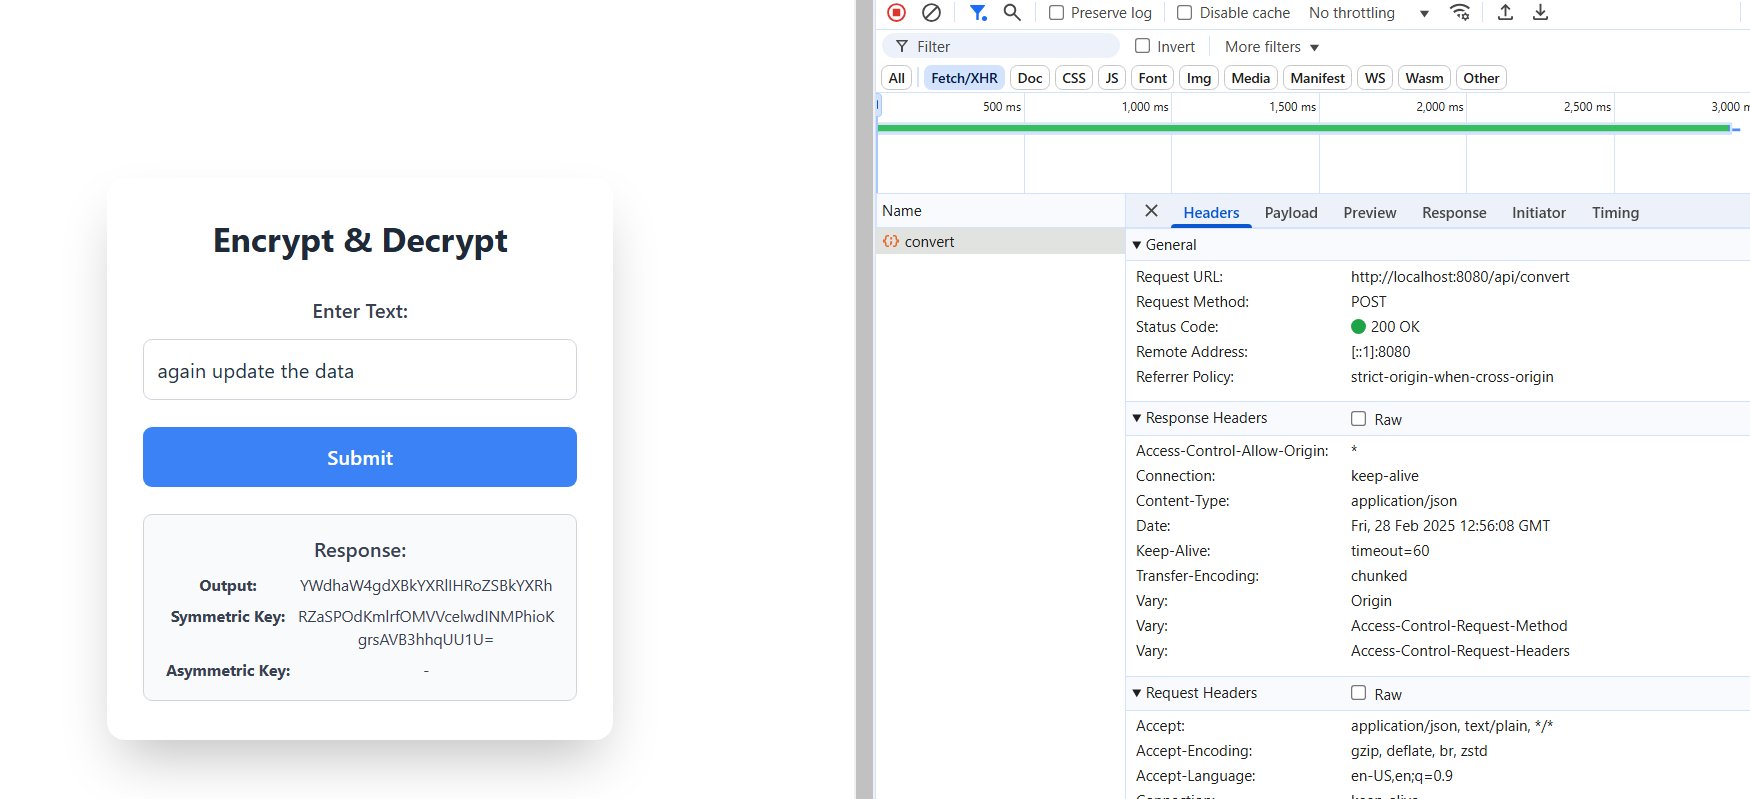 Encrypt & Decrypt
Enter Text:
again update the data
Submit
Response:
Output: YWdhaW4gdXBkYXRlIHRoZSBkYXRh
Symmetric Key: RZaSPOdKmlrfOMVVcelwdINMPhioK
grsAVB3hhqUU1U=
Asymmetric Key: -
Preserve log Disable cache No throttling
Filter Invert More filters
All Fetch/XHR Doc CSS JS Font Img Media Manifest WS Wasm Other
500 ms 1,000 ms 1,500 ms 2,000 ms 2,500 ms 3,000 m
Name
convert
Headers Payload Preview Response Initiator Timing
General
Request URL: http://localhost:8080/api/convert
Request Method: POST
Status Code: 200 OK
Remote Address: [::1]:8080
Referrer Policy: strict-origin-when-cross-origin
Response Headers Raw
Access-Control-Allow-Origin: *
Connection: keep-alive
Content-Type: application/json
Date: Fri, 28 Feb 2025 12:56:08 GMT
Keep-Alive: timeout=60
Transfer-Encoding: chunked
Vary: Origin
Vary: Access-Control-Request-Method
Vary: Access-Control-Request-Headers
Request Headers Raw
Accept: application/json, text/plain, */*
Accept-Encoding: gzip, deflate, br, zstd
Accept-Language: en-US,en;q=0.9